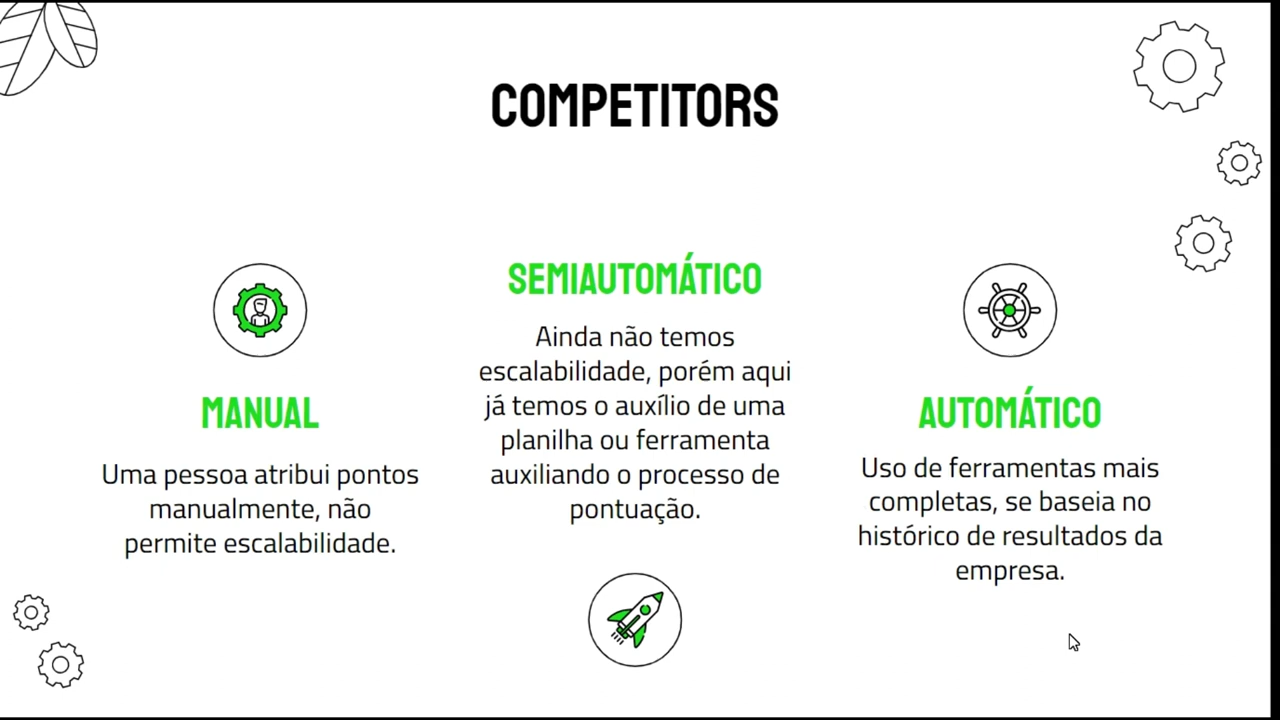 COMPETITORS
MANUAL
Uma pessoa atribui pontos
manualmente, não
permite escalabilidade.
SEMIAUTOMÁTICO
Ainda não temos
escalabilidade, porém aqui
já temos o auxílio de uma
planilha ou ferramenta
auxiliando o processo de
pontuação.
AUTOMÁTICO
Uso de ferramentas mais
completas, se baseia no
histórico de resultados da
empresa.